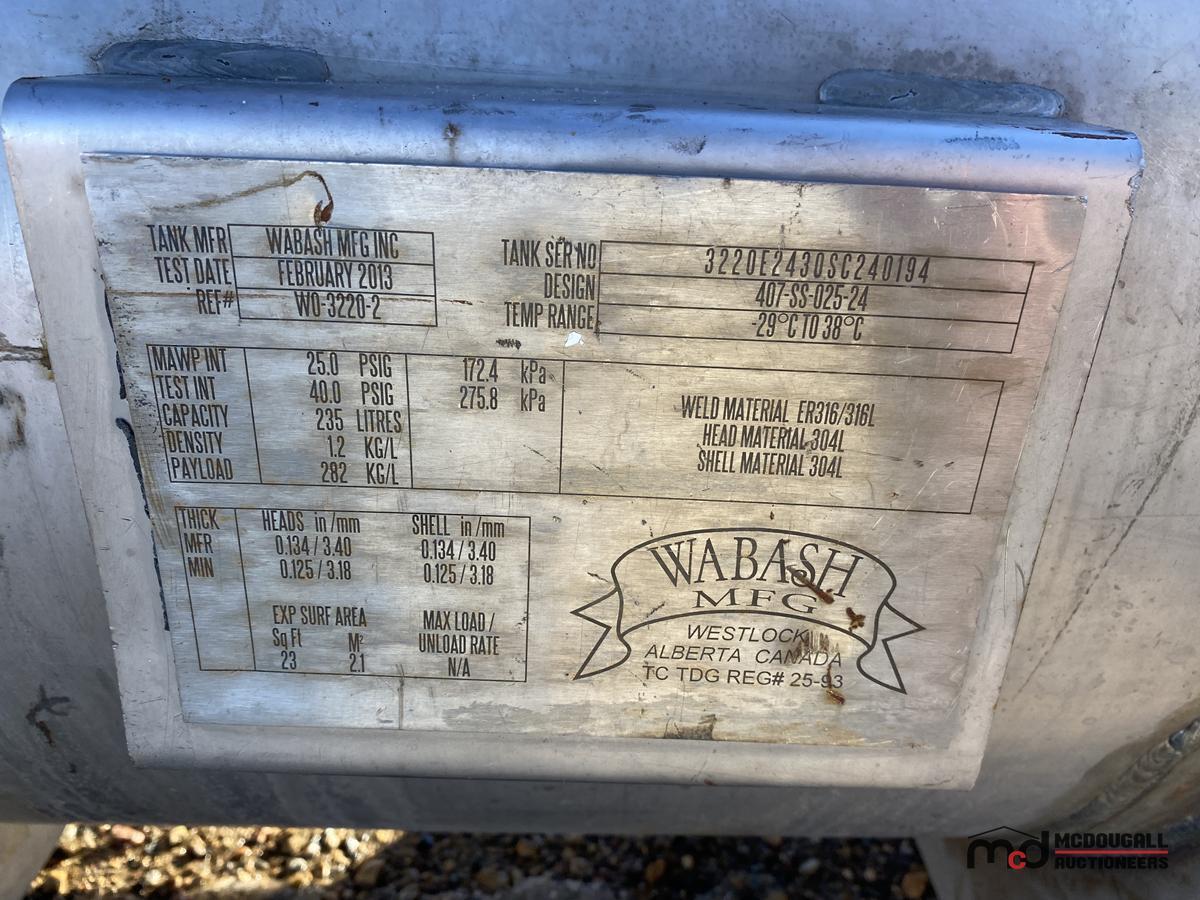 TANK MFR WABASH MFG INC
TEST DATE FEBRUARY 2013
REF# WO-3220-2
TANK SER NO 3220E2430SC240194
DESIGN 407-SS-025-24
TEMP RANGE -29°C TO 38°C
MAWP INT 25.0 PSIG 172.4 kPa
TEST INT 40.0 PSIG 275.8 kPa
CAPACITY 235 LITRES
DENSITY 1.2 KG/L
PAYLOAD 282 KG/L
WELD MATERIAL ER316/316L
HEAD MATERIAL 304L
SHELL MATERIAL 304L
THICK HEADS in/mm SHELL in/mm
MFR 0.134 / 3.40 0.134 / 3.40
MIN 0.125 / 3.18 0.125 / 3.18
EXP SURF AREA
Sq Ft M²
23 2.1
MAX LOAD /
UNLOAD RATE
N/A
WABASH
MFG
WESTLOCK
ALBERTA CANADA
TC TDG REG# 25-93
mcd MCDOUGALL
AUCTIONEERS